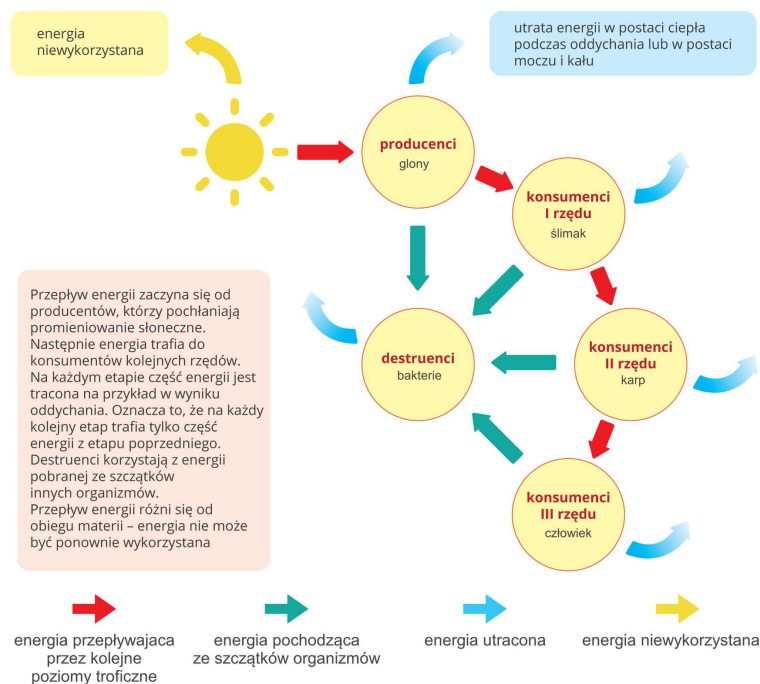 energia
niewykorzystana
utrata energii w postaci ciepła
podczas oddychania lub w postaci
moczu i kału
producenci
glony
konsumenci
I rzędu
ślimak
Przepływ energii zaczyna się od
producentów, którzy pochłaniają
promieniowanie słoneczne.
Następnie energia trafia do
konsumentów kolejnych rzędów.
Na każdym etapie część energii jest
tracona na przykład w wyniku
oddychania. Oznacza to, że na każdy
kolejny etap trafia tylko część
energii z etapu poprzedniego.
Destruenci korzystają z energii
pobranej ze szczątków
innych organizmów.
Przepływ energii różni się od
obiegu materii – energia nie może
być ponownie wykorzystana
destruenci
bakterie
konsumenci
II rzędu
karp
konsumenci
III rzędu
człowiek
energia przepływajaca
przez kolejne
poziomy troficzne
energia pochodząca
ze szczątków organizmów
energia utracona
energia niewykorzystana